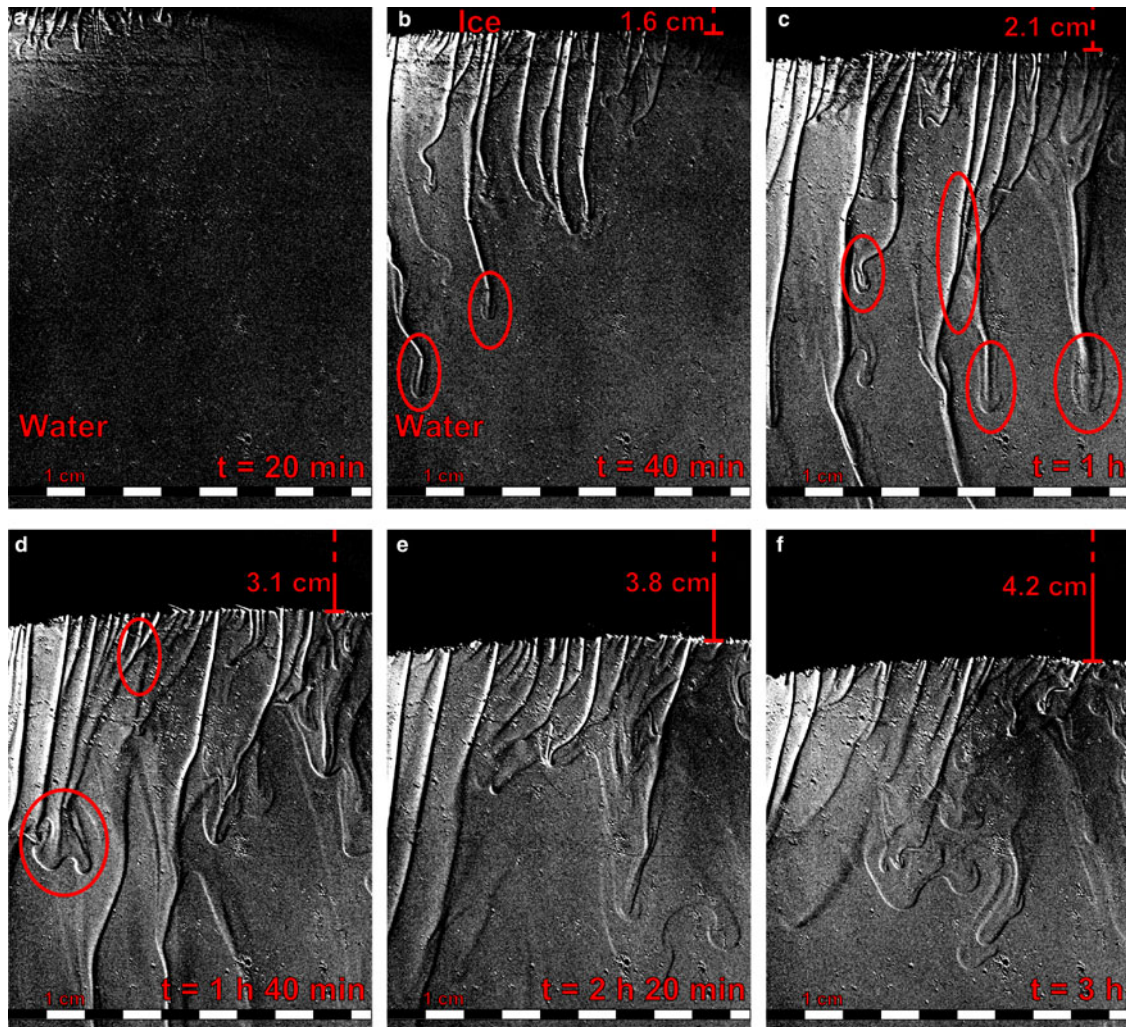 a
Water
1 cm
t = 20 min
b
Ice
1.6 cm
Water
1 cm
t = 40 min
c
2.1 cm
1 cm
t = 1 h
d
3.1 cm
1 cm
t = 1 h 40 min
e
3.8 cm
1 cm
t = 2 h 20 min
f
4.2 cm
1 cm
t = 3 h